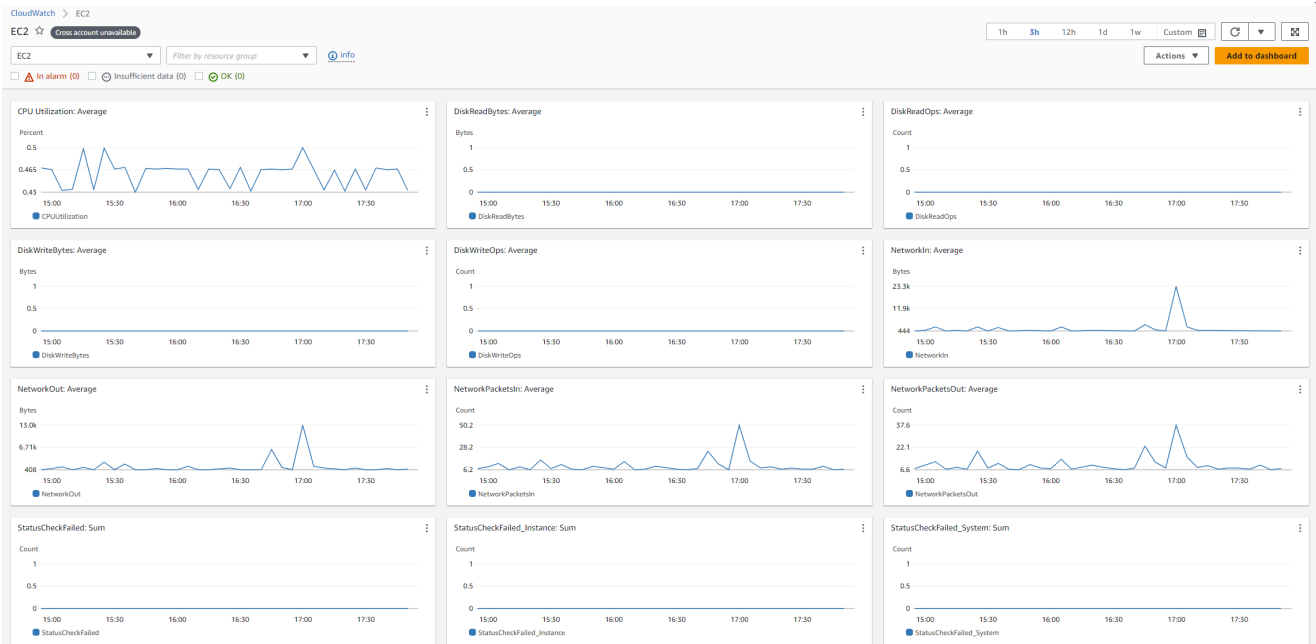 CloudWatch > EC2
EC2 Cross account unavailable
1h 3h 12h 1d 1w Custom
EC2 Filter by resource group info
Actions Add to dashboard
In alarm (0) Insufficient data (0) OK (0)
CPU Utilization: Average
Percent
0.5
0.465
0.43
15:00 15:30 16:00 16:30 17:00 17:30
CPUUtilization
DiskReadBytes: Average
Bytes
1
0.5
0
15:00 15:30 16:00 16:30 17:00 17:30
DiskReadBytes
DiskReadOps: Average
Count
1
0.5
0
15:00 15:30 16:00 16:30 17:00 17:30
DiskReadOps
DiskWriteBytes: Average
Bytes
1
0.5
0
15:00 15:30 16:00 16:30 17:00 17:30
DiskWriteBytes
DiskWriteOps: Average
Count
1
0.5
0
15:00 15:30 16:00 16:30 17:00 17:30
DiskWriteOps
NetworkIn: Average
Bytes
23.3k
11.9k
444
15:00 15:30 16:00 16:30 17:00 17:30
NetworkIn
NetworkOut: Average
Bytes
13.0k
6.71k
408
15:00 15:30 16:00 16:30 17:00 17:30
NetworkOut
NetworkPacketsIn: Average
Count
50.2
28.2
6.2
15:00 15:30 16:00 16:30 17:00 17:30
NetworkPacketsIn
NetworkPacketsOut: Average
Count
37.6
22.1
6.6
15:00 15:30 16:00 16:30 17:00 17:30
NetworkPacketsOut
StatusCheckFailed: Sum
Count
1
0.5
0
15:00 15:30 16:00 16:30 17:00 17:30
StatusCheckFailed
StatusCheckFailed_Instance: Sum
Count
1
0.5
0
15:00 15:30 16:00 16:30 17:00 17:30
StatusCheckFailed_Instance
StatusCheckFailed_System: Sum
Count
1
0.5
0
15:00 15:30 16:00 16:30 17:00 17:30
StatusCheckFailed_System